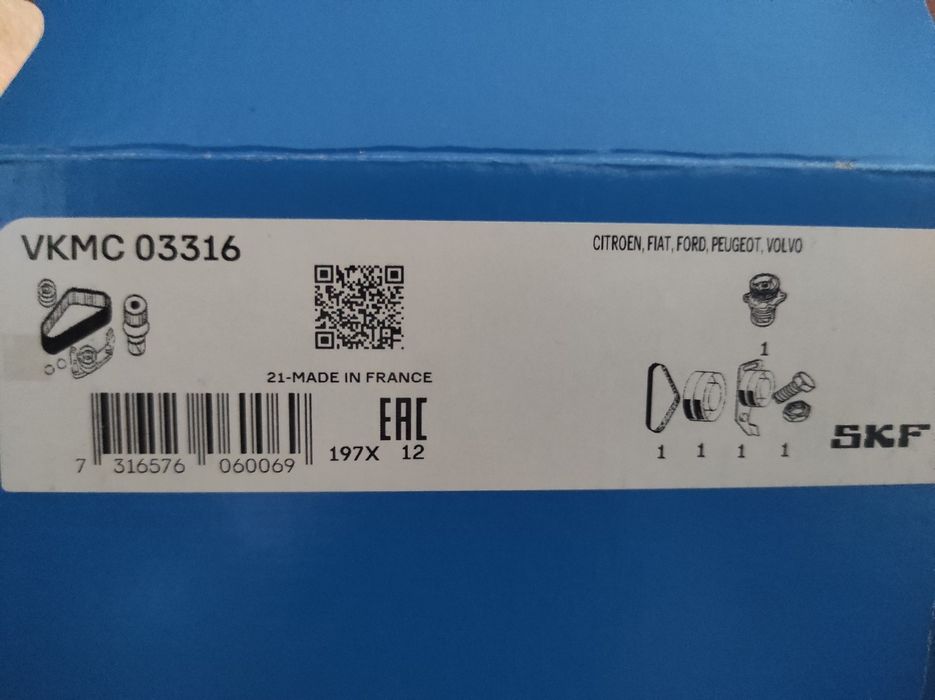 VKMC 03316
CITROEN, FIAT, FORD, PEUGEOT, VOLVO
21-MADE IN FRANCE
EAC
197X 12
7 316576 060069
1
1 1 1 1
SKF